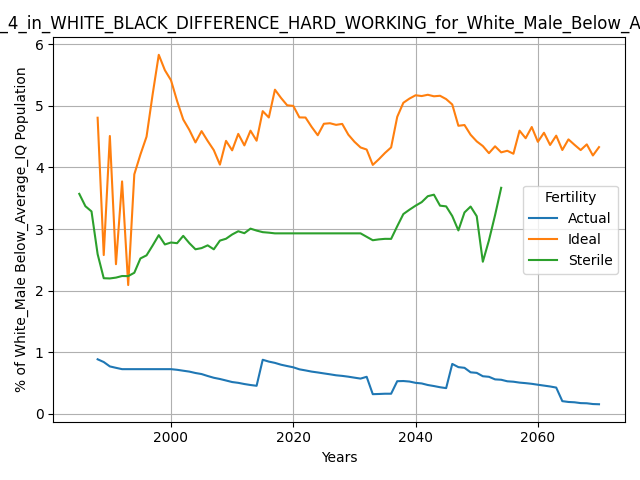 _4_in_WHITE_BLACK_DIFFERENCE_HARD_WORKING_for_White_Male_Below_A
6
5
4
3
2
1
0
% of White_Male Below_Average_IQ Population
Fertility
Actual
Ideal
Sterile
2000 2020 2040 2060
Years